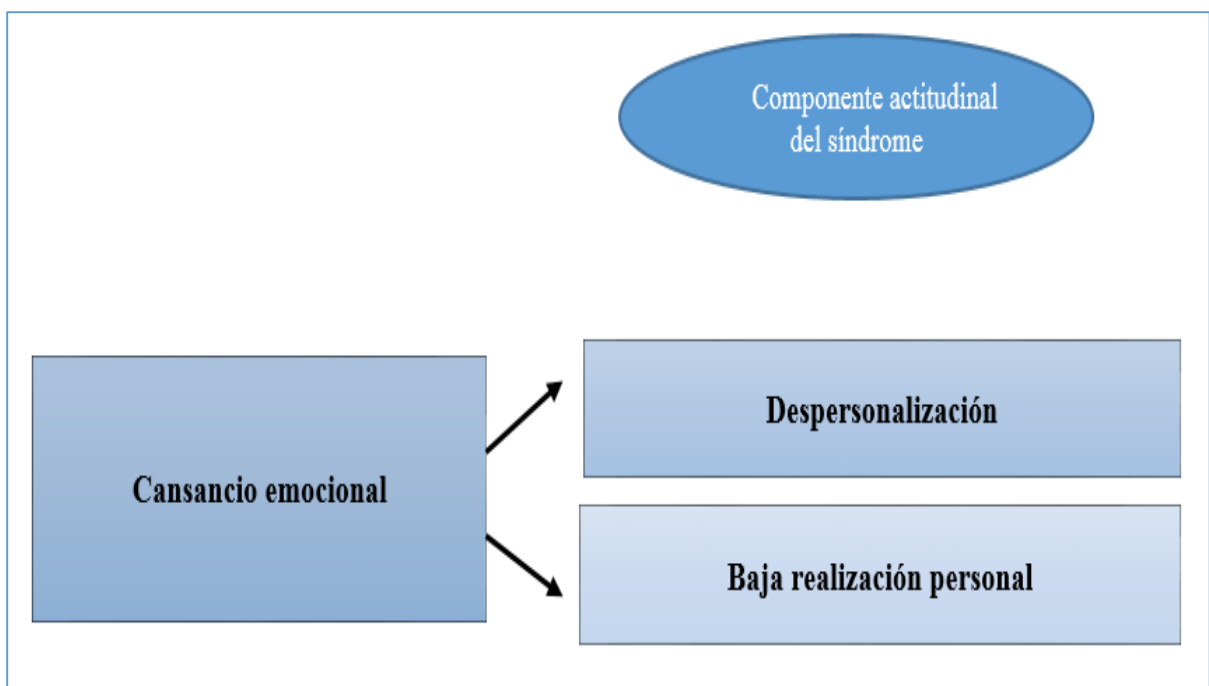 Componente actitudinal
del síndrome
Despersonalización
Cansancio emocional
Baja realización personal